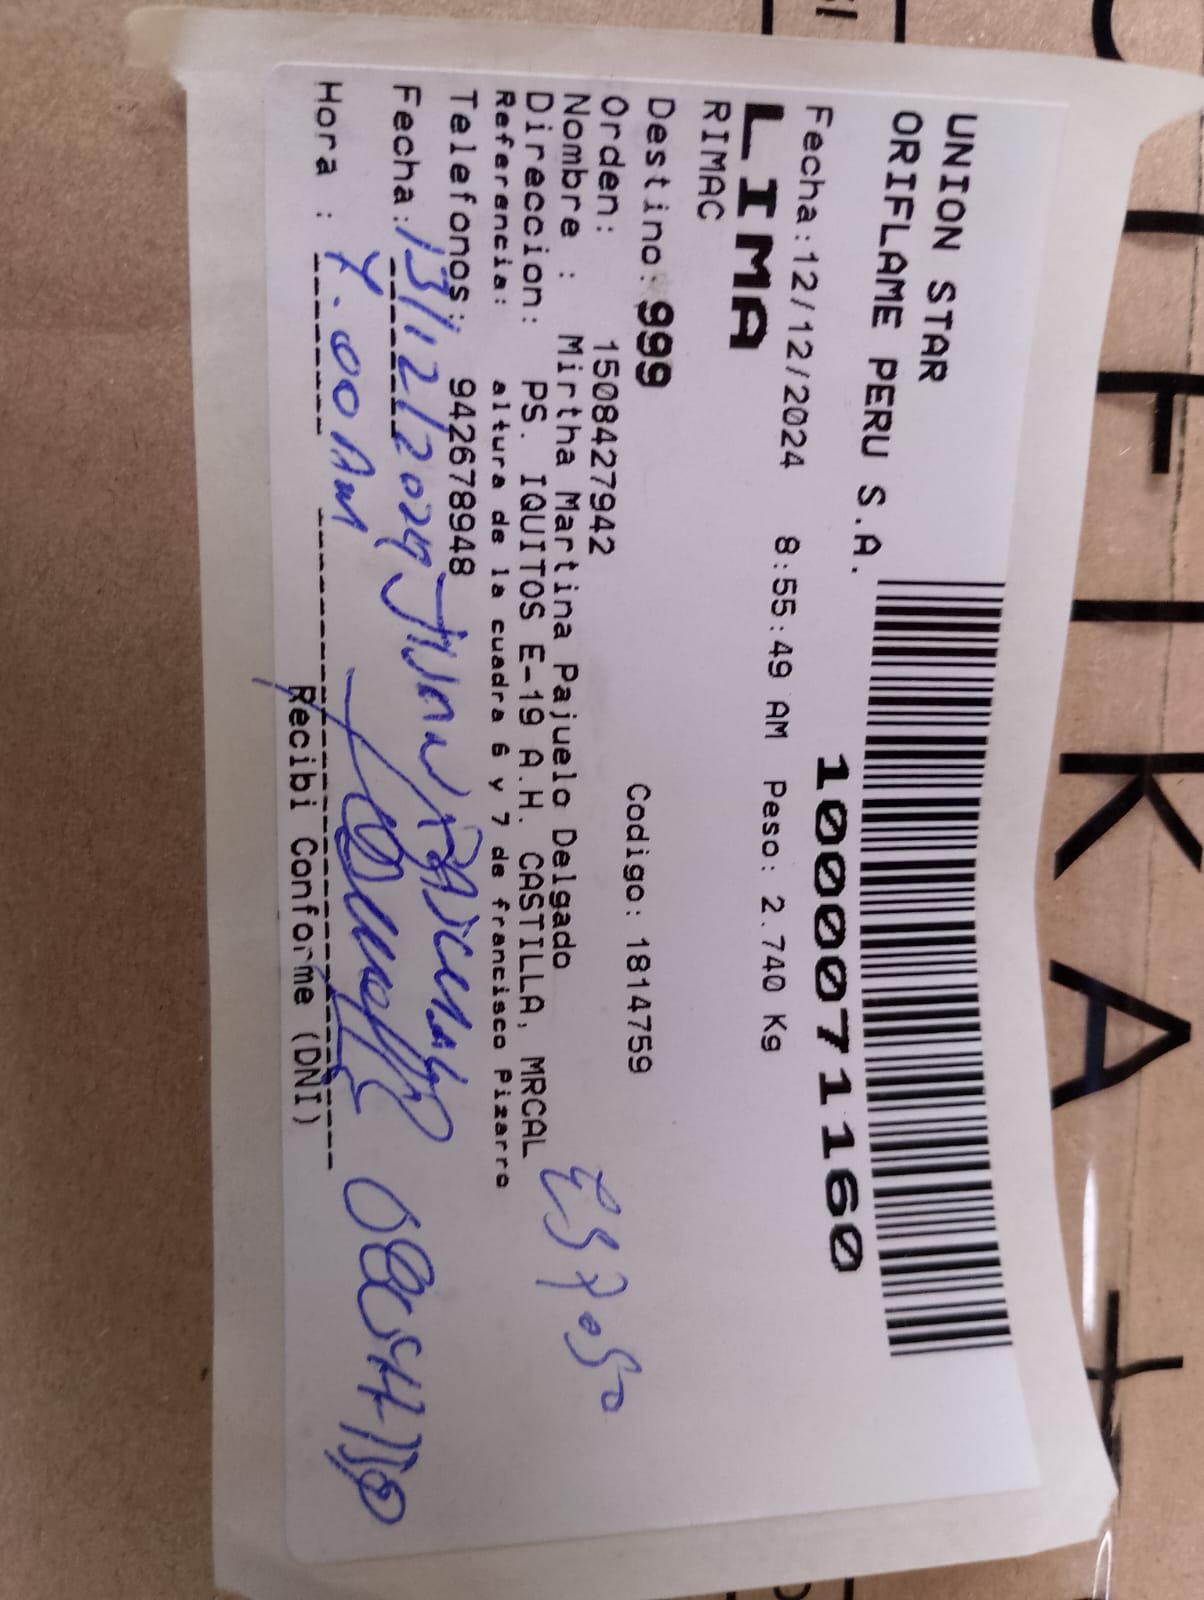 UNION STAR
ORIFLAME PERU S.A.
1000071160
Fecha:12/12/2024 8:55:49 AM Peso: 2.740 Kg
LIMA
RIMAC
Destino: 999 Codigo: 1814759
Orden: 1508427942
Nombre : Mirtha Martina Pajuelo Delgado
Direccion: PS. IQUITOS E-19 A.H. CASTILLA, MRCAL
Referencia: altura de la cuadra 6 y 7 de francisco Pizarro
Telefonos: 942678948
Esposo
Fecha: 13/12/2024 Juan
Hora : 7.00 AM
Recibi Conforme (DNI)